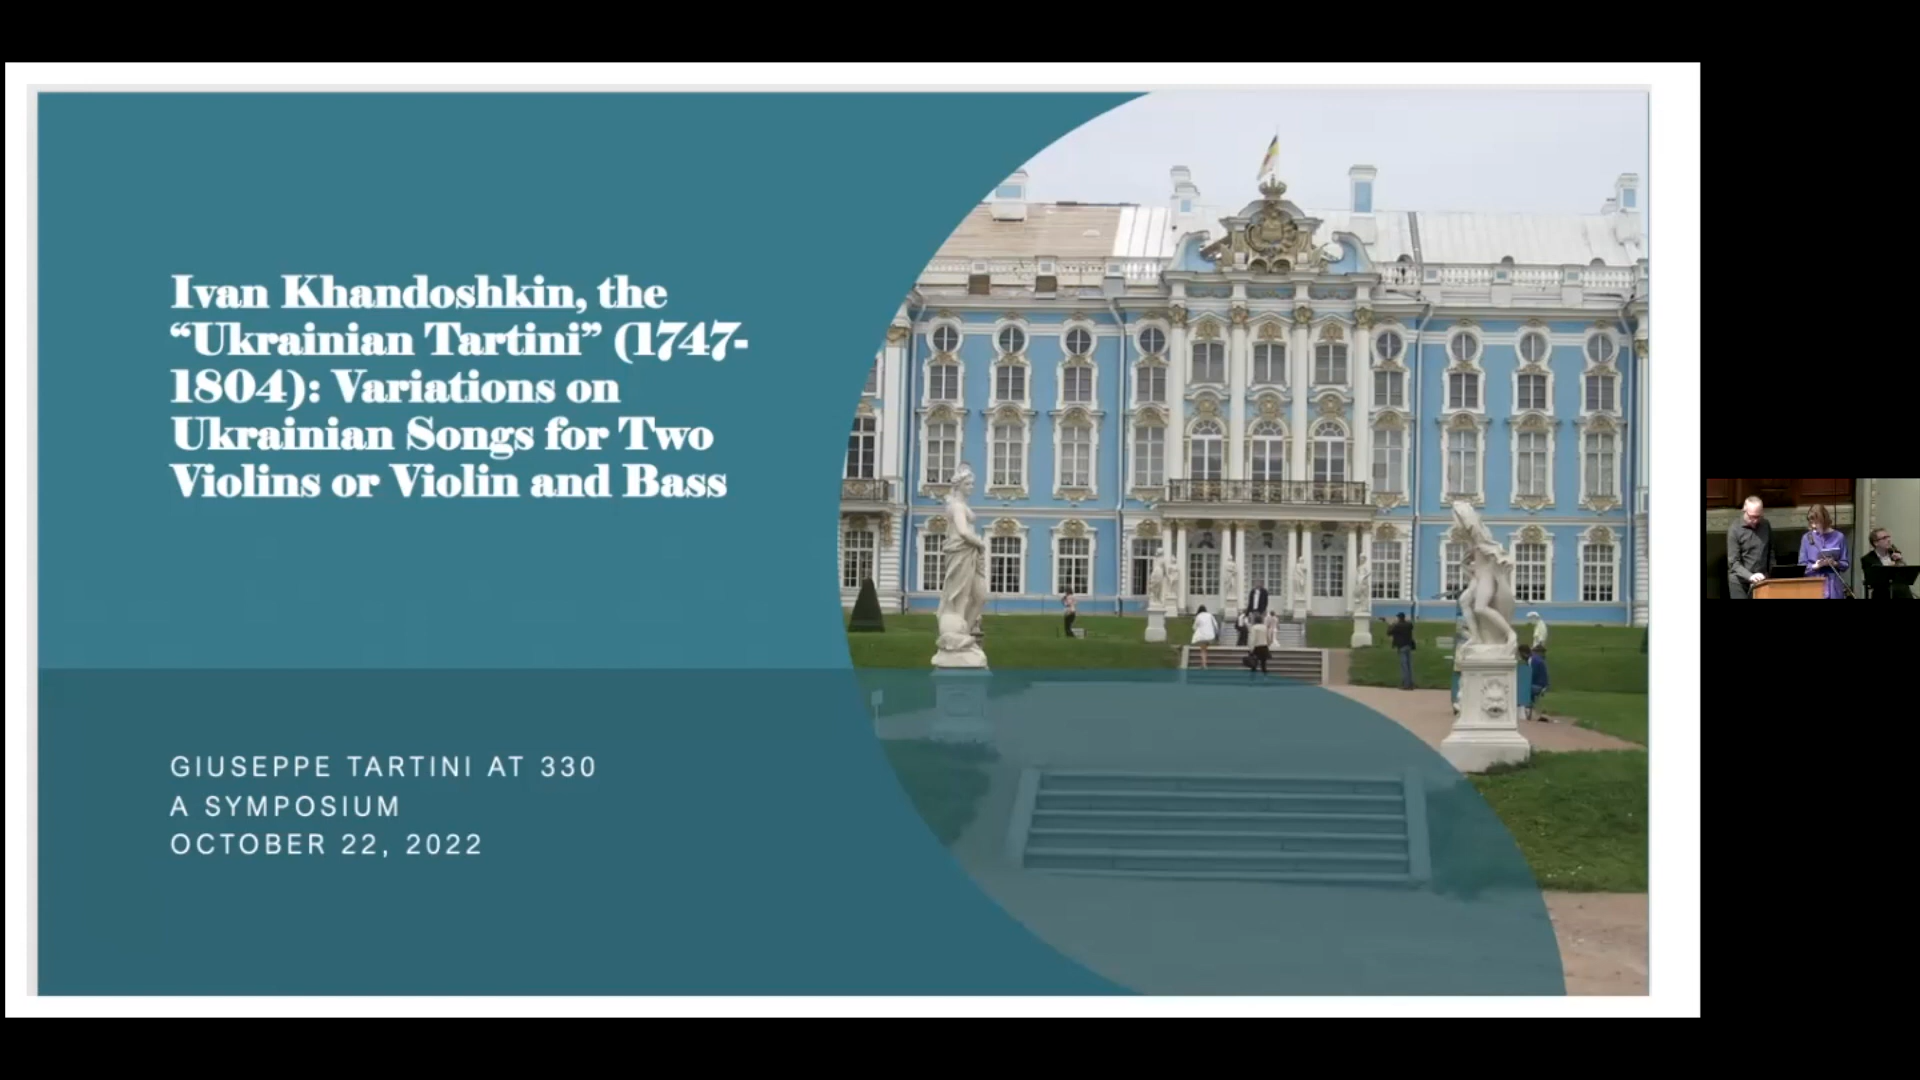 Ivan Khandoshkin, the
“Ukrainian Tartini” (1747-
1804): Variations on
Ukrainian Songs for Two
Violins or Violin and Bass
GIUSEPPE TARTINI AT 330
A SYMPOSIUM
OCTOBER 22, 2022